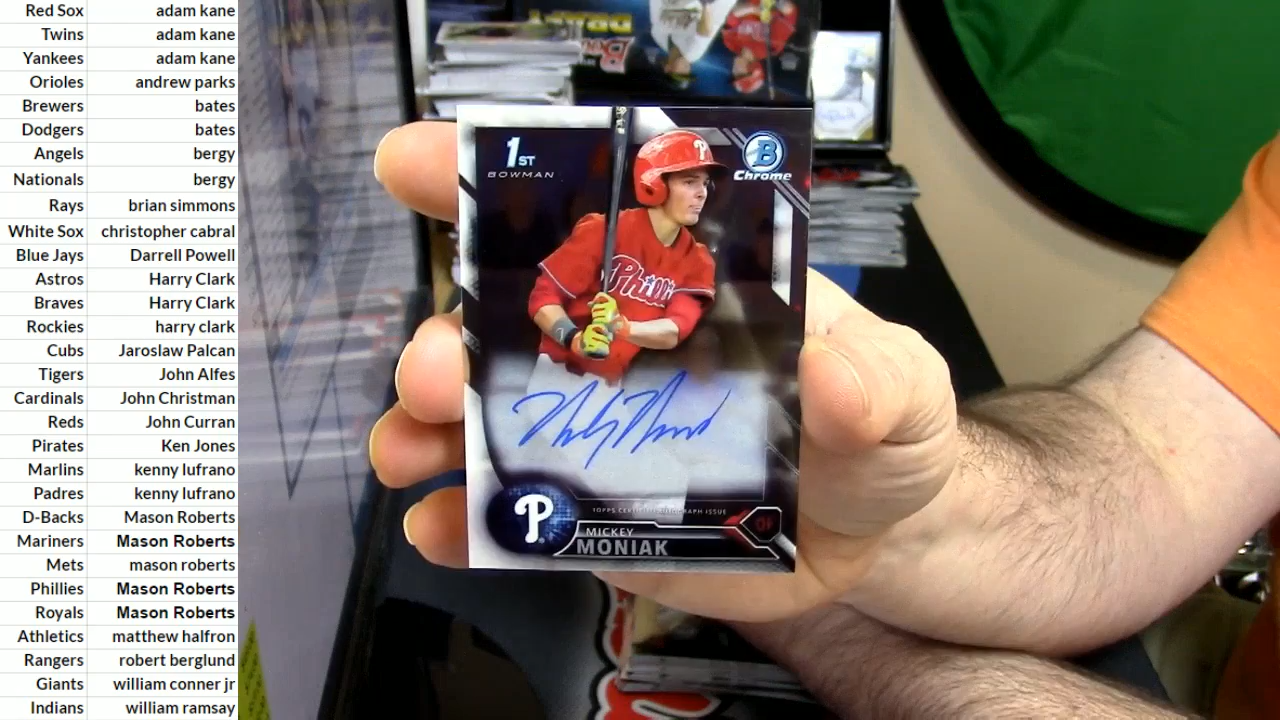 Red Sox adam kane
Twins adam kane
Yankees adam kane
Orioles andrew parks
Brewers bates
Dodgers bates
Angels bergy
Nationals bergy
Rays brian simmons
White Sox christopher cabral
Blue Jays Darrell Powell
Astros Harry Clark
Braves Harry Clark
Rockies harry clark
Cubs Jaroslaw Palcan
Tigers John Alfes
Cardinals John Christman
Reds John Curran
Pirates Ken Jones
Marlins kenny lufrano
Padres kenny lufrano
D-Backs Mason Roberts
Mariners Mason Roberts
Mets mason roberts
Phillies Mason Roberts
Royals Mason Roberts
Athletics matthew halfron
Rangers robert berglund
Giants william conner jr
Indians william ramsay
1ST
BOWMAN
B
Chrome
P
Phillies
TOPPS CERTIFIED AUTOGRAPH ISSUE
P
MICKEY
MONIAK
OF